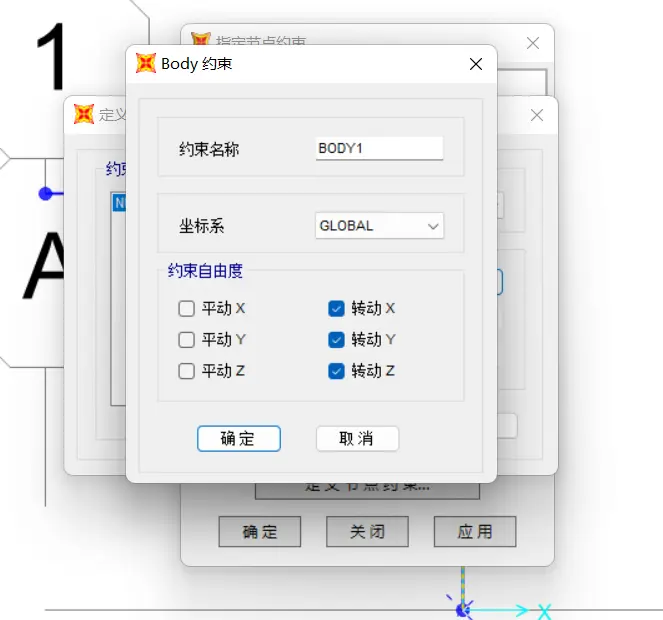 1
指定节点约束
Body 约束
定义
约束
约束名称
BODY1
坐标系
GLOBAL
A
约束自由度
平动 X
转动 X
平动 Y
转动 Y
平动 Z
转动 Z
确定
取消
定义节点约束...
确定
关闭
应用
X